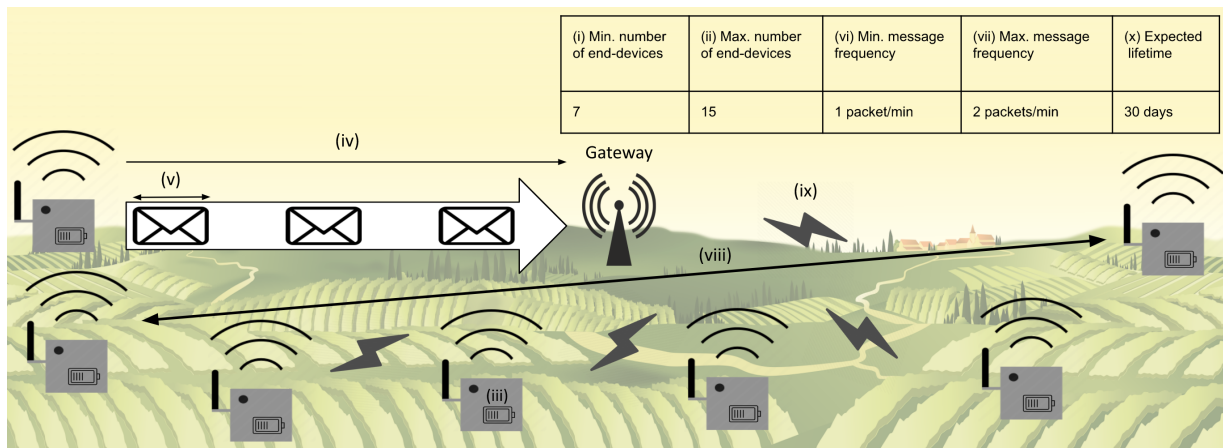 (i) Min. number
of end-devices
(ii) Max. number
of end-devices
(vi) Min. message
frequency
(vii) Max. message
frequency
(x) Expected
lifetime
7
15
1 packet/min
2 packets/min
30 days
(iv)
Gateway
(v)
(ix)
(viii)
(iii)